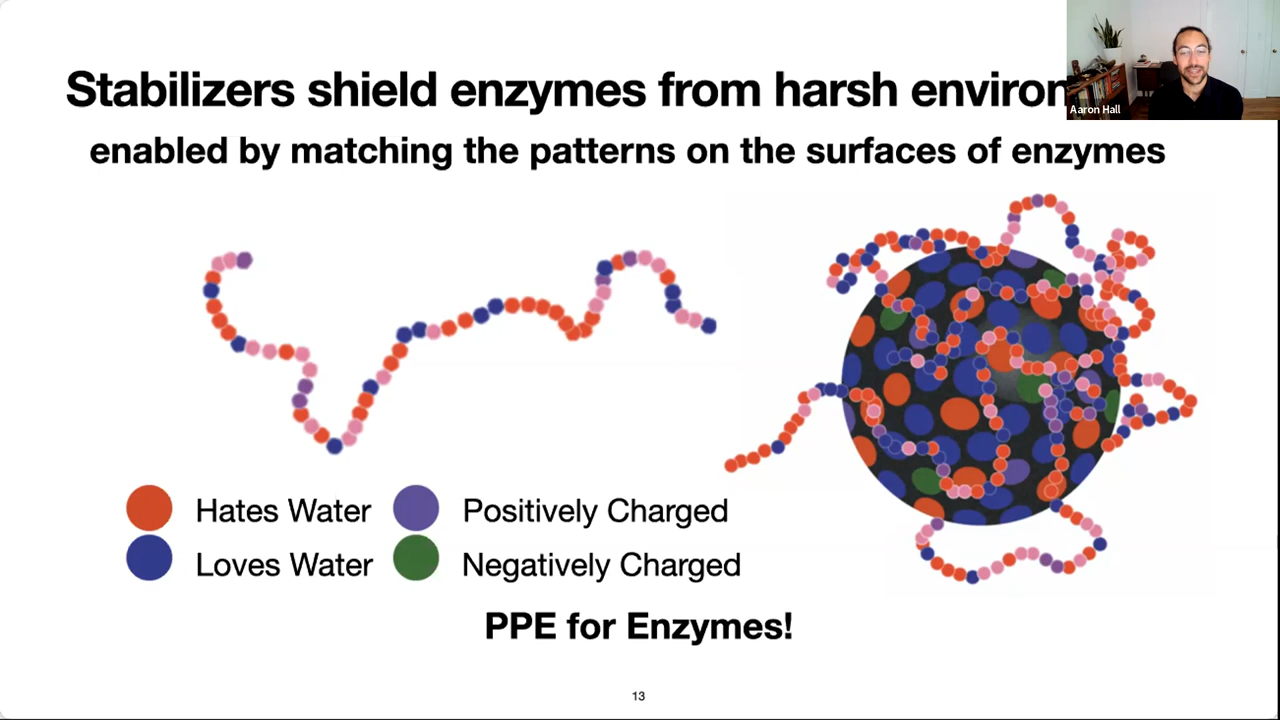 Stabilizers shield enzymes from harsh
enabled by matching the patterns on the surfaces of enzymes
Aaron Hall
Hates Water
Positively Charged
Loves Water
Negatively Charged
PPE for Enzymes!
13